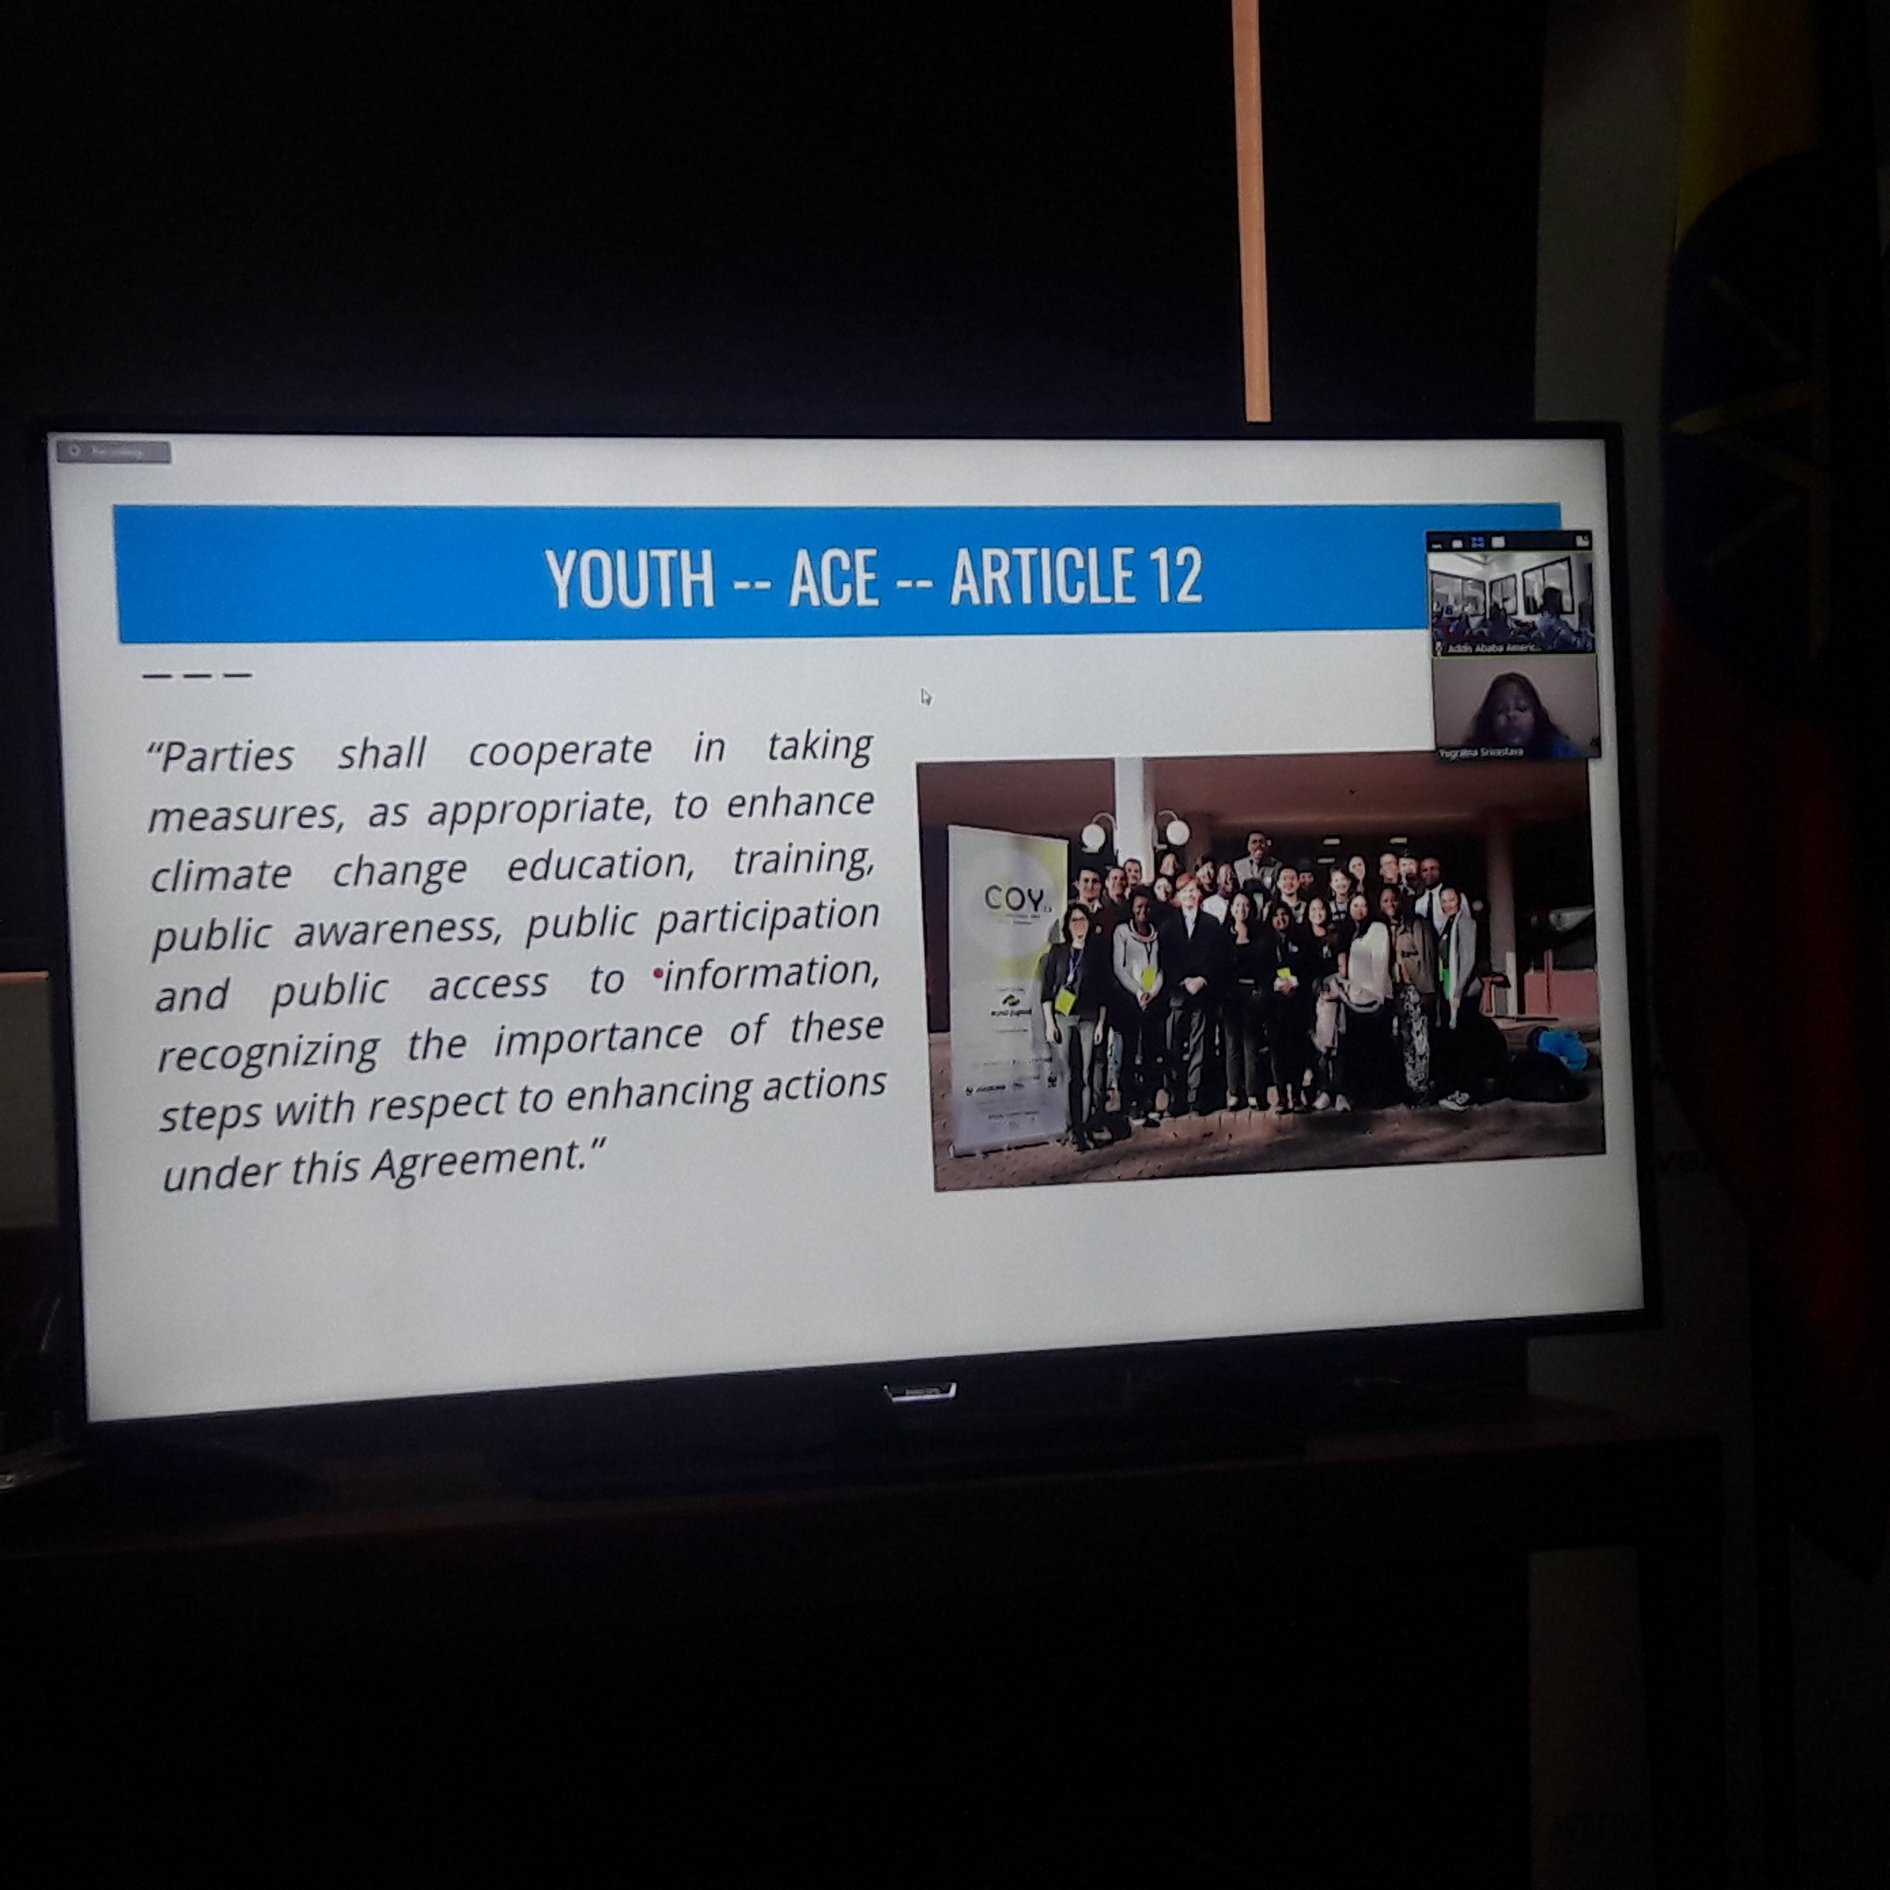 Recording
YOUTH -- ACE -- ARTICLE 12
Addis Ababa Americ...
Yugratna Srivastava
“Parties shall cooperate in taking
measures, as appropriate, to enhance
climate change education, training,
public awareness, public participation
and public access to information,
recognizing the importance of these
steps with respect to enhancing actions
under this Agreement.”
COY